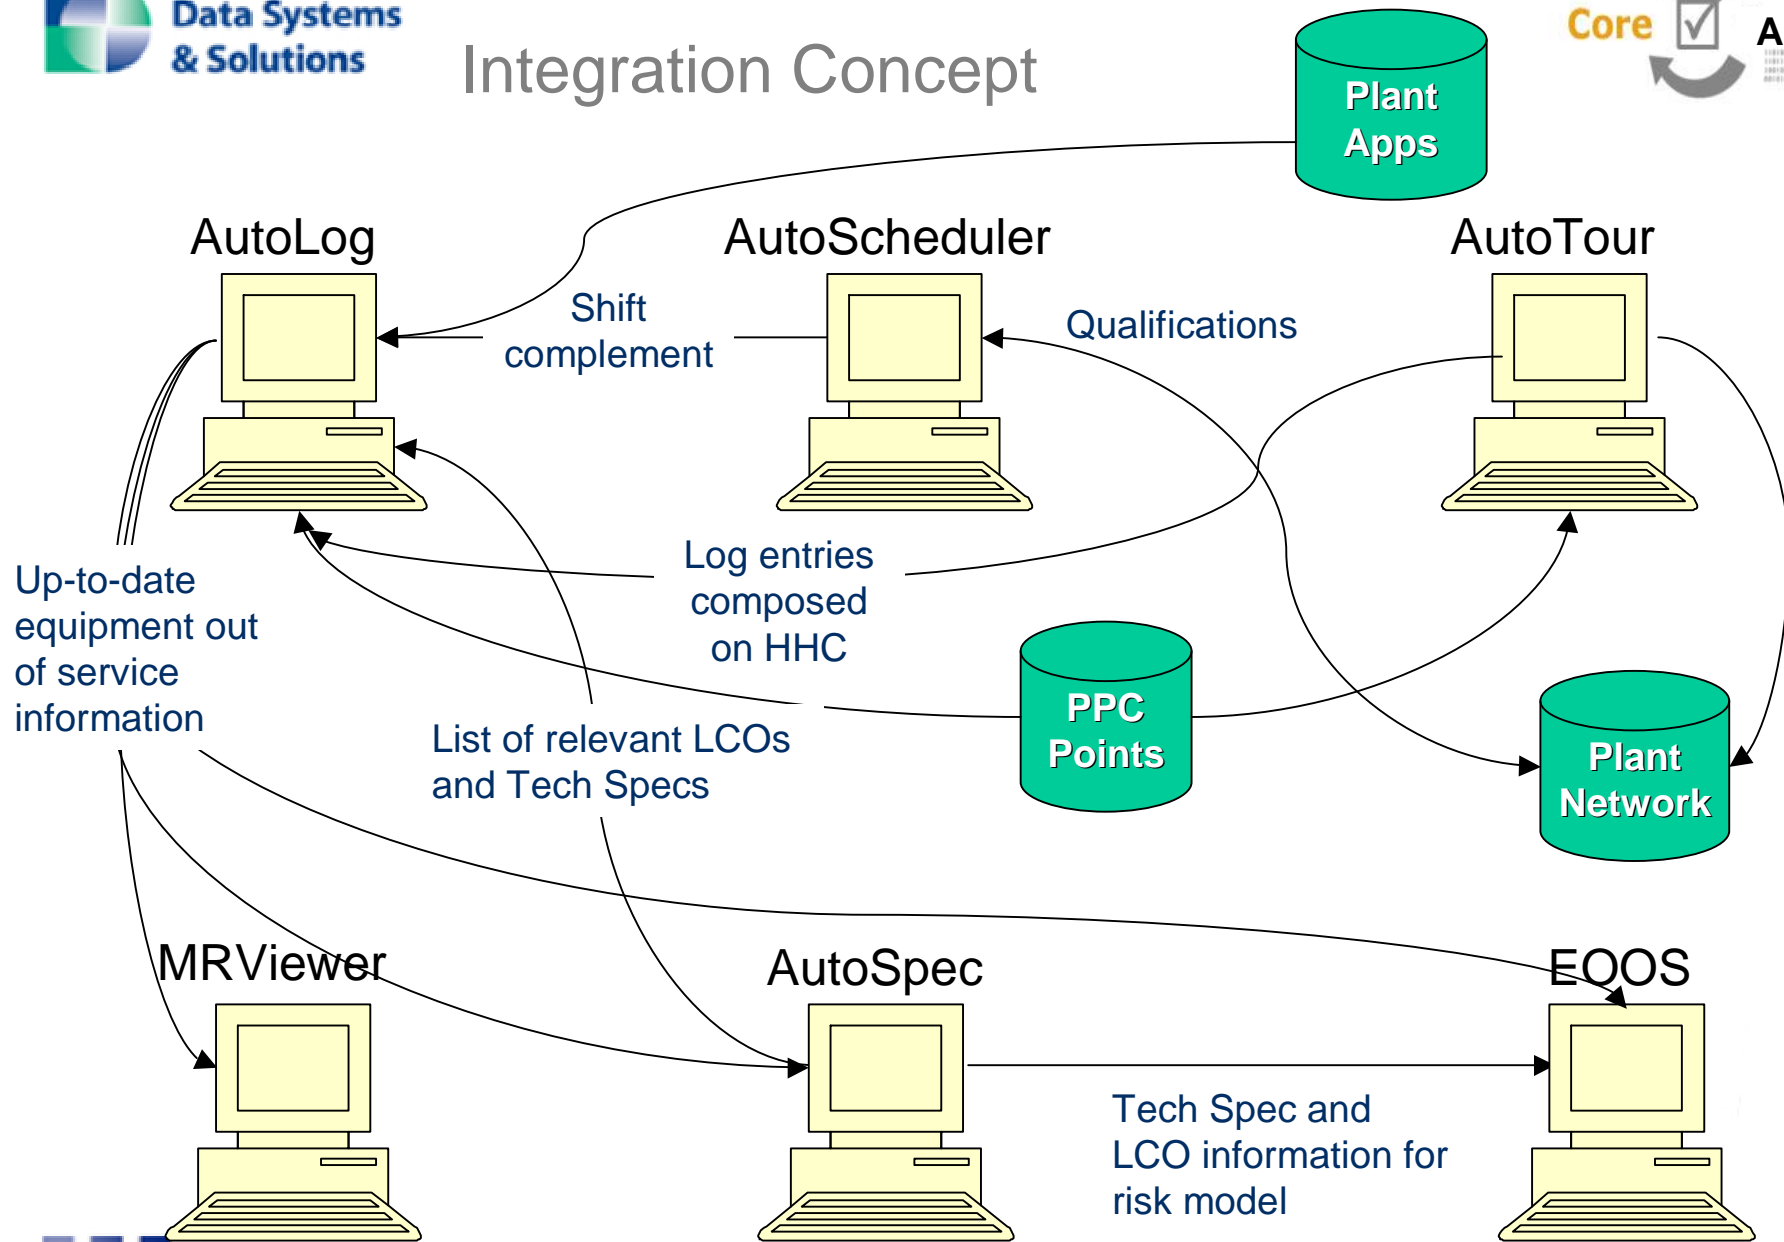 Data Systems
& Solutions
Integration Concept
Core
A
Plant
Apps
AutoLog
AutoScheduler
AutoTour
Shift
complement
Qualifications
Log entries
composed
on HHC
Up-to-date
equipment out
of service
information
List of relevant LCOs
and Tech Specs
PPC
Points
Plant
Network
MRViewer
AutoSpec
EOOS
Tech Spec and
LCO information for
risk model